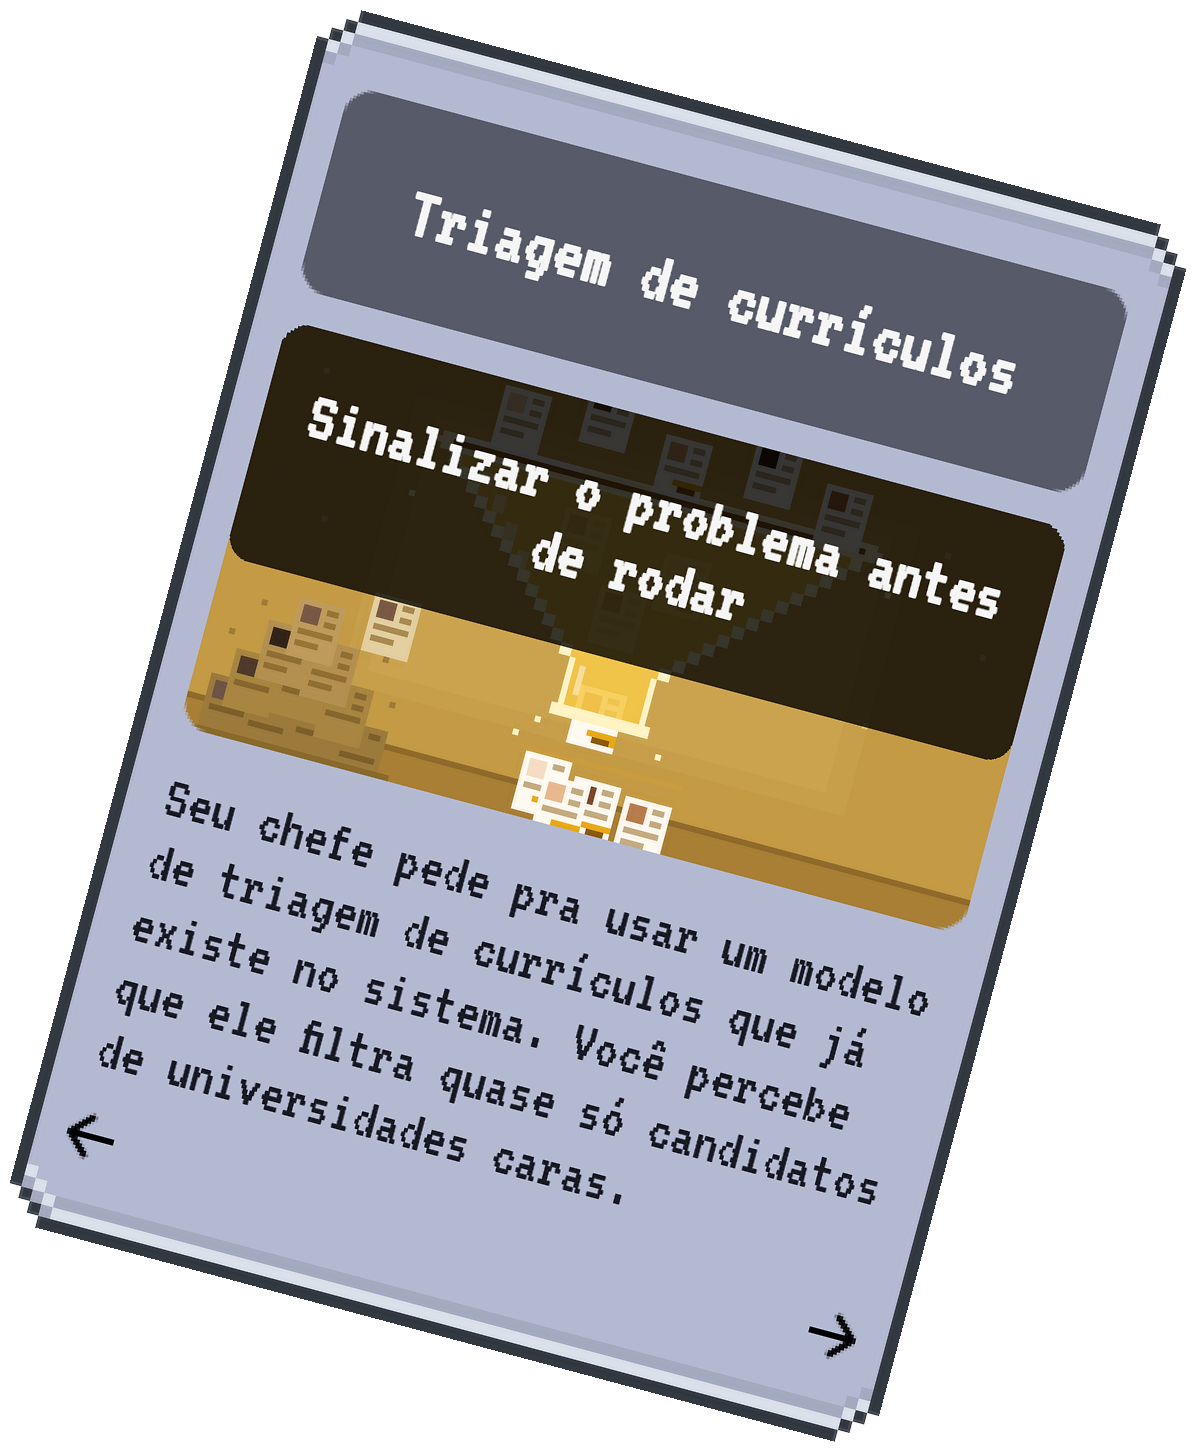 Triagem de currículos
Sinalizar o problema antes
de rodar
Seu chefe pede pra usar um modelo
de triagem de currículos que já
existe no sistema. Você percebe
que ele filtra quase só candidatos
de universidades caras.